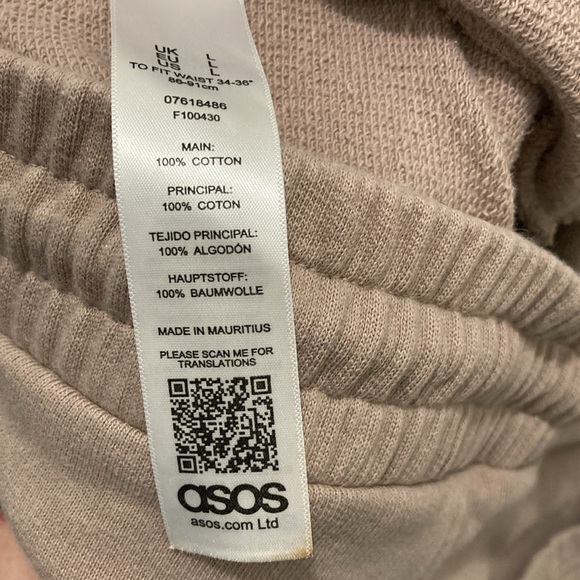 UK L
EU L
US L
TO FIT WAIST 34-36"
86-91cm
07618486
F100430
MAIN:
100% COTTON
PRINCIPAL:
100% COTON
TEJIDO PRINCIPAL:
100% ALGODÓN
HAUPTSTOFF:
100% BAUMWOLLE
MADE IN MAURITIUS
PLEASE SCAN ME FOR
TRANSLATIONS
asos
asos.com Ltd